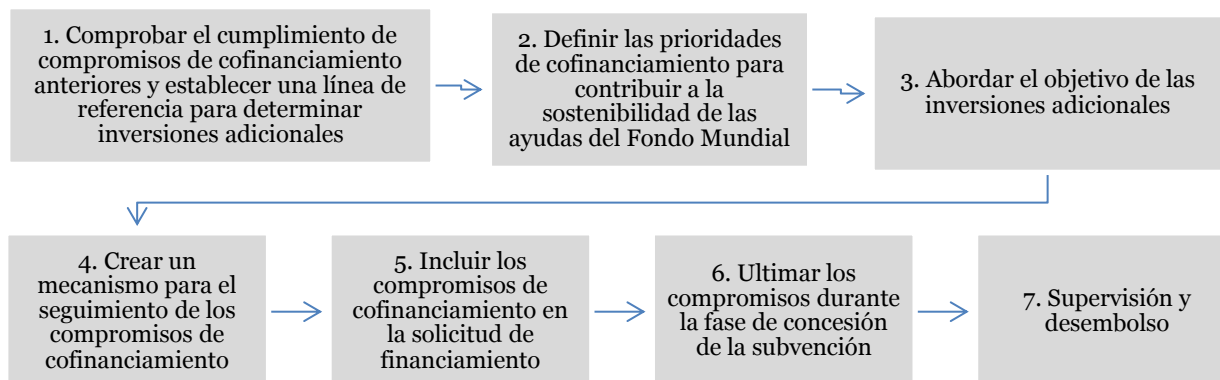 1. Comprobar el cumplimiento de
compromisos de cofinanciamiento
anteriores y establecer una línea de
referencia para determinar
inversiones adicionales
2. Definir las prioridades
de cofinanciamiento para
contribuir a la
sostenibilidad de las
ayudas del Fondo Mundial
3. Abordar el objetivo de las
inversiones adicionales
4. Crear un
mecanismo para el
seguimiento de los
compromisos de
cofinanciamiento
5. Incluir los
compromisos de
cofinanciamiento en
la solicitud de
financiamiento
6. Ultimar los
compromisos durante
la fase de concesión
de la subvención
7. Supervisión y
desembolso